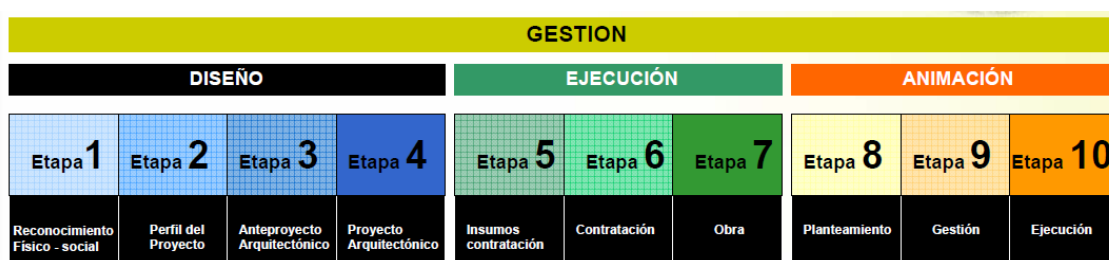 GESTION
DISEÑO
EJECUCIÓN
ANIMACIÓN
Etapa 1
Etapa 2
Etapa 3
Etapa 4
Etapa 5
Etapa 6
Etapa 7
Etapa 8
Etapa 9
Etapa 10
Reconocimiento
Físico - social
Perfil del
Proyecto
Anteproyecto
Arquitectónico
Proyecto
Arquitectónico
Insumos
contratación
Contratación
Obra
Planteamiento
Gestión
Ejecución